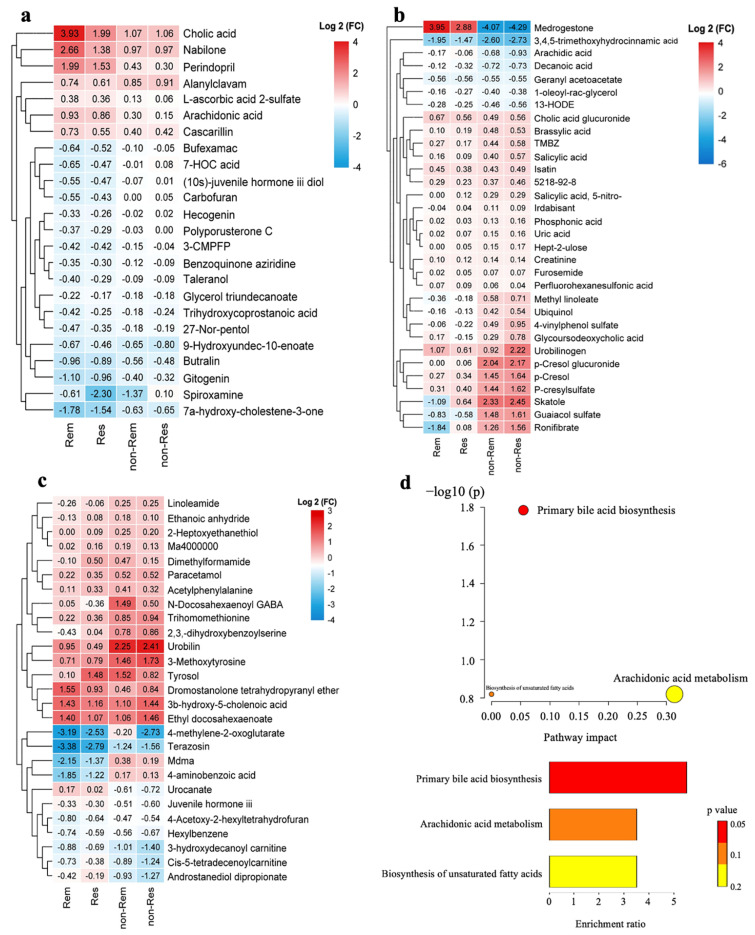 a
Log 2 (FC)
4
2
0
-2
-4
3.93 1.99 1.07 1.06 Cholic acid
2.66 1.38 0.97 0.97 Nabilone
1.99 1.53 0.43 0.30 Perindopril
0.74 0.61 0.85 0.91 Alanylclavam
0.38 0.36 0.13 0.06 L-ascorbic acid 2-sulfate
0.93 0.86 0.30 0.15 Arachidonic acid
0.73 0.55 0.40 0.42 Cascarillin
-0.64 -0.52 -0.10 -0.05 Bufexamac
-0.65 -0.47 -0.01 0.08 7-HOC acid
-0.55 -0.47 -0.07 0.01 (10s)-juvenile hormone iii diol
-0.55 -0.43 0.00 0.05 Carbofuran
-0.33 -0.26 -0.02 0.02 Hecogenin
-0.37 -0.29 -0.03 0.00 Polyporusterone C
-0.42 -0.42 -0.15 -0.04 3-CMPFP
-0.35 -0.30 -0.12 -0.09 Benzoquinone aziridine
-0.40 -0.29 -0.09 -0.09 Taleranol
-0.22 -0.17 -0.18 -0.18 Glycerol triundecanoate
-0.42 -0.25 -0.18 -0.24 Trihydroxycoprostanoic acid
-0.47 -0.35 -0.18 -0.19 27-Nor-pentol
-0.67 -0.46 -0.65 -0.80 9-Hydroxyundec-10-enoate
-0.96 -0.89 -0.56 -0.48 Butralin
-1.10 -0.96 -0.40 -0.32 Gitogenin
-0.61 -2.30 -1.37 0.10 Spiroxamine
-1.78 -1.54 -0.63 -0.65 7a-hydroxy-cholestene-3-one
Rem Res non-Rem non-Res
b
Log 2 (FC)
4
2
0
-2
-4
-6
3.95 2.88 -4.07 -4.29 Medrogestone
-1.95 -1.47 -2.60 -2.73 3,4,5-trimethoxyhydrocinnamic acid
-0.17 -0.06 -0.68 -0.93 Arachidic acid
-0.12 -0.32 -0.72 -0.73 Decanoic acid
-0.56 -0.56 -0.55 -0.55 Geranyl acetoacetate
-0.16 -0.27 -0.40 -0.38 1-oleoyl-rac-glycerol
-0.28 -0.25 -0.46 -0.56 13-HODE
0.67 0.56 0.49 0.56 Cholic acid glucuronide
0.10 0.19 0.48 0.53 Brassylic acid
0.27 0.17 0.44 0.58 TMBZ
0.16 0.09 0.40 0.57 Salicylic acid
0.45 0.38 0.43 0.49 Isatin
0.29 0.23 0.37 0.46 5218-92-8
0.00 -0.12 0.29 0.29 Salicylic acid, 5-nitro-
-0.04 0.04 0.11 0.09 Irdabisant
0.02 0.03 0.13 0.16 Phosphonic acid
0.02 0.07 0.15 0.16 Uric acid
0.00 0.05 0.15 0.17 Hept-2-ulose
0.10 0.12 0.14 0.14 Creatinine
0.02 0.05 0.07 0.07 Furosemide
0.07 0.09 0.06 0.04 Perfluorohexanesulfonic acid
-0.36 -0.18 0.58 0.71 Methyl linoleate
-0.16 -0.13 0.42 0.54 Ubiquinol
-0.06 -0.22 0.49 0.95 4-vinylphenol sulfate
0.17 -0.15 0.29 0.78 Glycoursodeoxycholic acid
1.07 0.61 0.92 2.22 Urobilinogen
0.00 0.06 2.04 2.17 p-Cresol glucuronide
0.27 0.34 1.45 1.64 p-Cresol
0.31 0.40 1.44 1.62 P-cresylsulfate
-1.09 0.64 2.33 2.45 Skatole
-0.83 -0.58 1.48 1.61 Guaiacol sulfate
-1.84 0.08 1.26 1.56 Ronifibrate
Rem Res non-Rem non-Res
c
Log 2 (FC)
3
2
1
0
-1
-2
-3
-4
-0.26 -0.06 0.25 0.25 Linoleamide
-0.13 0.08 0.18 0.10 Ethanoic anhydride
0.00 0.09 0.25 0.20 2-Heptoxyethanethiol
0.02 0.16 0.19 0.13 Ma4000000
-0.10 0.50 0.47 0.15 Dimethylformamide
0.22 0.35 0.52 0.52 Paracetamol
0.11 0.33 0.41 0.32 Acetylphenylalanine
0.05 -0.36 1.49 0.50 N-Docosahexaenoyl GABA
0.22 0.36 0.85 0.94 Trihomomethionine
-0.43 0.04 0.78 0.86 2,3,-dihydroxybenzoylserine
0.95 0.49 2.25 2.41 Urobilin
0.71 0.79 1.46 1.73 3-Methoxytyrosine
0.10 1.48 1.52 0.82 Tyrosol
1.55 0.93 0.46 0.84 Dromostanolone tetrahydropyranyl ether
1.43 1.16 1.10 1.44 3b-hydroxy-5-cholenoic acid
1.40 1.07 1.06 1.46 Ethyl docosahexaenoate
-3.19 -2.53 -0.20 -2.73 4-methylene-2-oxoglutarate
-3.38 -2.79 -1.24 -1.56 Terazosin
-2.15 -1.37 0.38 0.19 Mdma
-1.85 -1.22 0.17 0.13 4-aminobenzoic acid
0.17 0.02 -0.61 -0.72 Urocanate
-0.33 -0.30 -0.51 -0.60 Juvenile hormone iii
-0.80 -0.64 -0.47 -0.54 4-Acetoxy-2-hexyltetrahydrofuran
-0.74 -0.59 -0.56 -0.67 Hexylbenzene
-0.88 -0.69 -1.01 -1.40 3-hydroxydecanoyl carnitine
-0.73 -0.38 -0.89 -1.24 Cis-5-tetradecenoylcarnitine
-0.42 -0.19 -0.93 -1.27 Androstanediol dipropionate
Rem Res non-Rem non-Res
d
−log10 (p)
1.8
1.6
1.4
1.2
1.0
0.8
Primary bile acid biosynthesis
Arachidonic acid metabolism
Biosynthesis of unsaturated fatty acids
0.00 0.05 0.10 0.15 0.20 0.25 0.30
Pathway impact
Primary bile acid biosynthesis
Arachidonic acid metabolism
Biosynthesis of unsaturated fatty acids
p value
0.05
0.1
0.2
0 1 2 3 4 5
Enrichment ratio